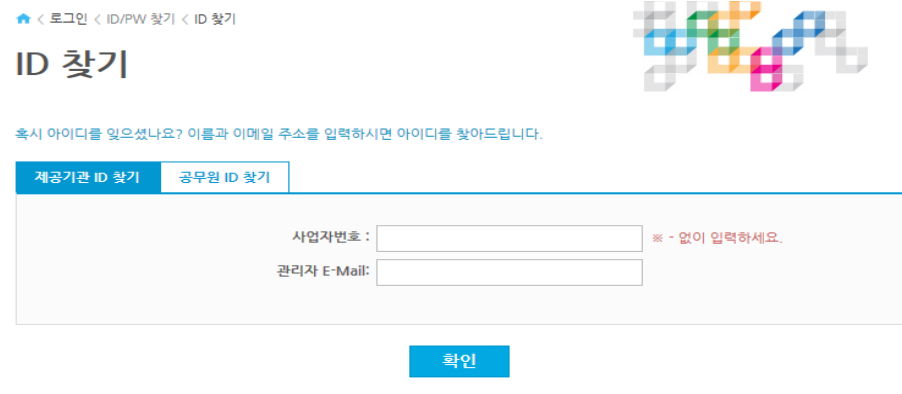 < 로그인 < ID/PW 찾기 < ID 찾기
ID 찾기
혹시 아이디를 잊으셨나요? 이름과 이메일 주소를 입력하시면 아이디를 찾아드립니다.
제공기관 ID 찾기 공무원 ID 찾기
사업자번호 : ※ - 없이 입력하세요.
관리자 E-Mail:
확인